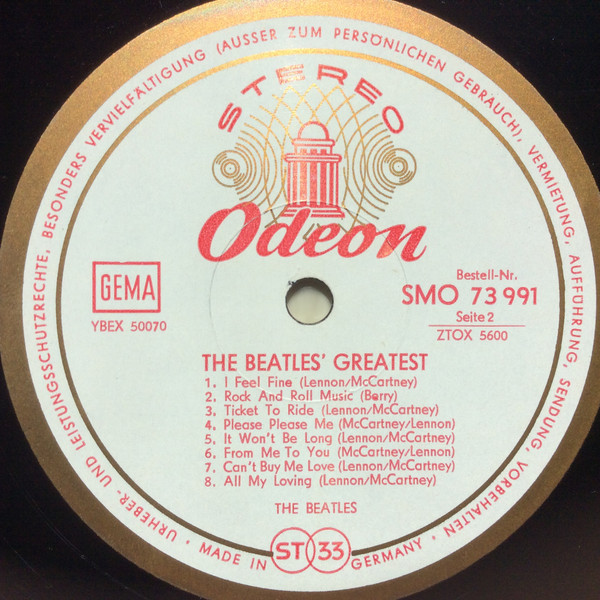 URHEBER- UND LEISTUNGSSCHUTZRECHTE, BESONDERS VERVIELFÄLTIGUNG (AUSSER ZUM PERSÖNLICHEN GEBRAUCH), VERMIETUNG, AUFFÜHRUNG, SENDUNG, VORBEHALTEN
STEREO
Odeon
GEMA
YBEX 50070
Bestell-Nr.
SMO 73 991
Seite 2
ZTOX 5600
THE BEATLES' GREATEST
1. I Feel Fine (Lennon/McCartney)
2. Rock And Roll Music (Berry)
3. Ticket To Ride (Lennon/McCartney)
4. Please Please Me (McCartney/Lennon)
5. It Won't Be Long (Lennon/McCartney)
6. From Me To You (McCartney/Lennon)
7. Can't Buy Me Love (Lennon/McCartney)
8. All My Loving (Lennon/McCartney)
THE BEATLES
• MADE IN ST 33 GERMANY •